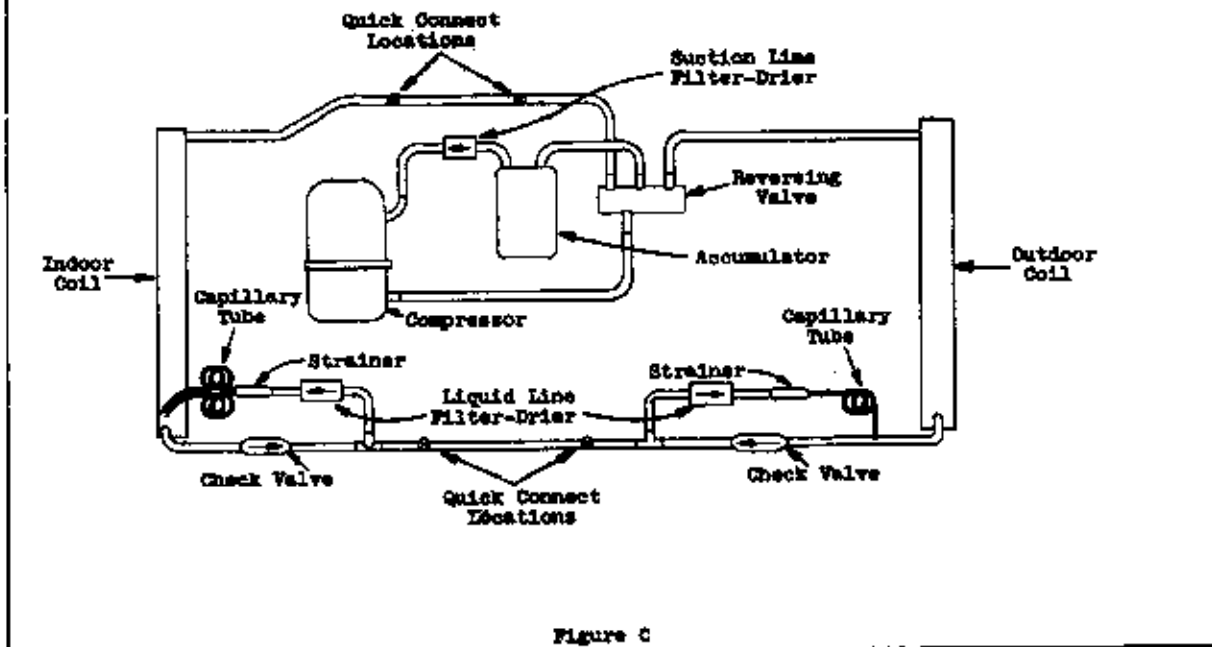 Quick Connect
Locations
Suction Line
Filter-Drier
Reversing
Valve
Accumulator
Indoor
Coil
Outdoor
Coil
Capillary
Tube
Compressor
Capillary
Tube
Strainer
Strainer
Liquid Line
Filter-Drier
Check Valve
Check Valve
Quick Connect
Locations
Figure C